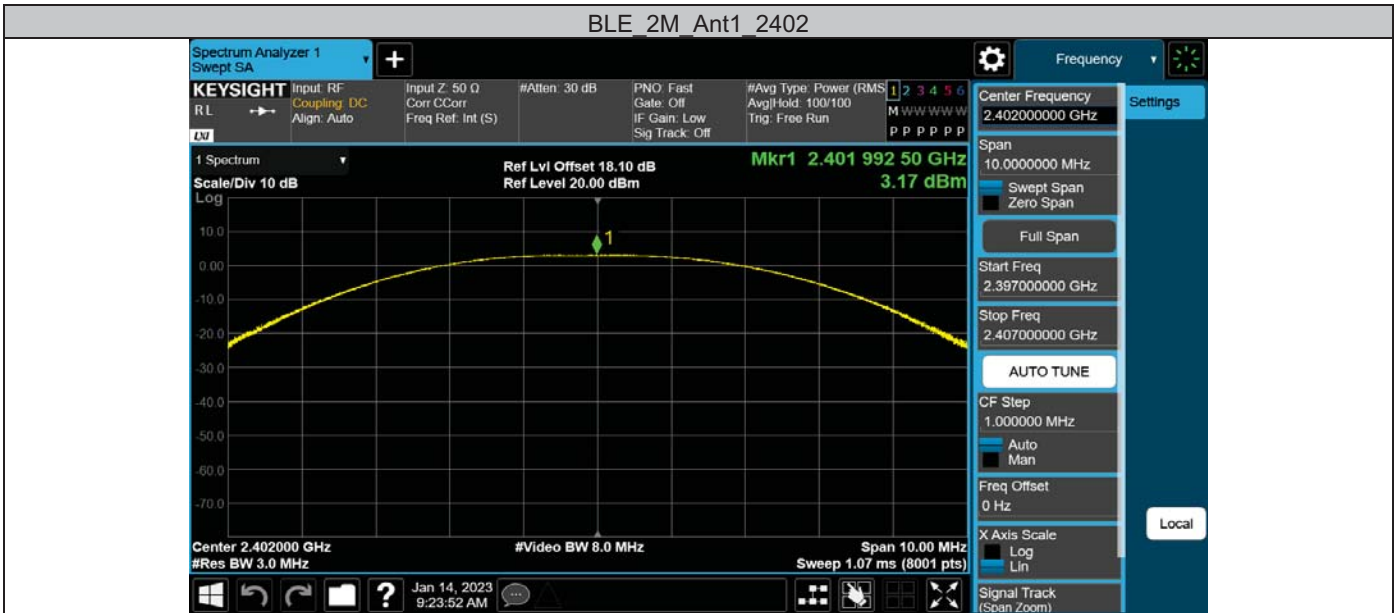 BLE_2M_Ant1_2402
Spectrum Analyzer 1
Swept SA
Frequency
KEYSIGHT
RL
LXI
Input: RF
Coupling: DC
Align: Auto
Input Z: 50 Ω
Corr CCorr
Freq Ref: Int (S)
#Atten: 30 dB
PNO: Fast
Gate: Off
IF Gain: Low
Sig Track: Off
#Avg Type: Power (RMS
Avg|Hold: 100/100
Trig: Free Run
1 2 3 4 5 6
M W W W W W
P P P P P P
1 Spectrum
Scale/Div 10 dB
Ref Lvl Offset 18.10 dB
Ref Level 20.00 dBm
Mkr1 2.401 992 50 GHz
3.17 dBm
Log
10.0
0.00
-10.0
-20.0
-30.0
-40.0
-50.0
-60.0
-70.0
1
Center 2.402000 GHz
#Res BW 3.0 MHz
#Video BW 8.0 MHz
Span 10.00 MHz
Sweep 1.07 ms (8001 pts)
?
Jan 14, 2023
9:23:52 AM
Center Frequency
2.402000000 GHz
Span
10.0000000 MHz
Swept Span
Zero Span
Full Span
Start Freq
2.397000000 GHz
Stop Freq
2.407000000 GHz
AUTO TUNE
CF Step
1.000000 MHz
Auto
Man
Freq Offset
0 Hz
X Axis Scale
Log
Lin
Signal Track
(Span Zoom)
Settings
Local